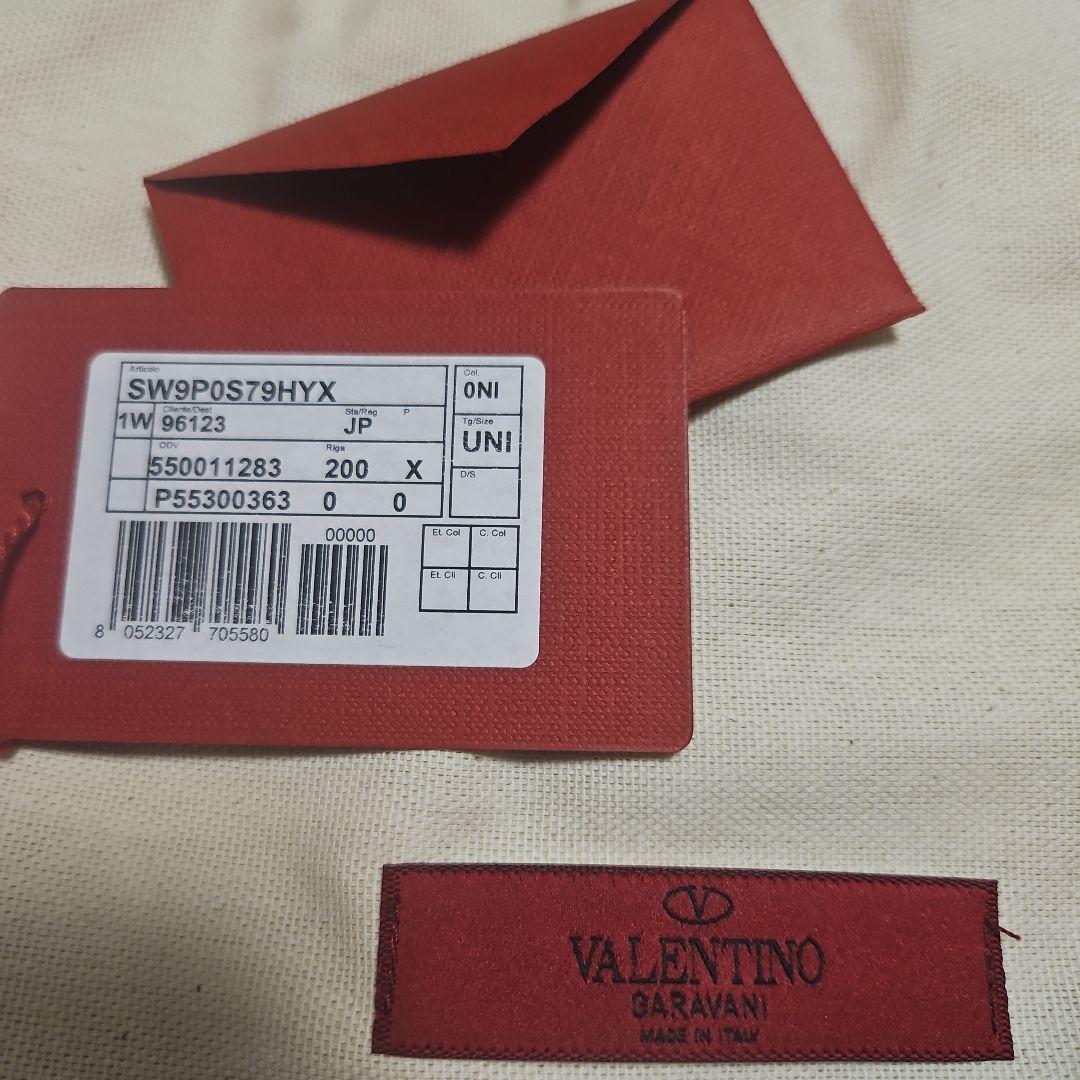 Articolo
SW9P0S79HYX
Col.
0NI
1W
Cliente/Dest
96123
Sta/Reg
JP
P
Tg/Size
UNI
ODV
550011283
Riga
200
X
D/S
P55300363 0 0
00000
Et. Col
C. Col
Et. Cli
C. Cli
8 052327 705580
V
VALENTINO
GARAVANI
MADE IN ITALY